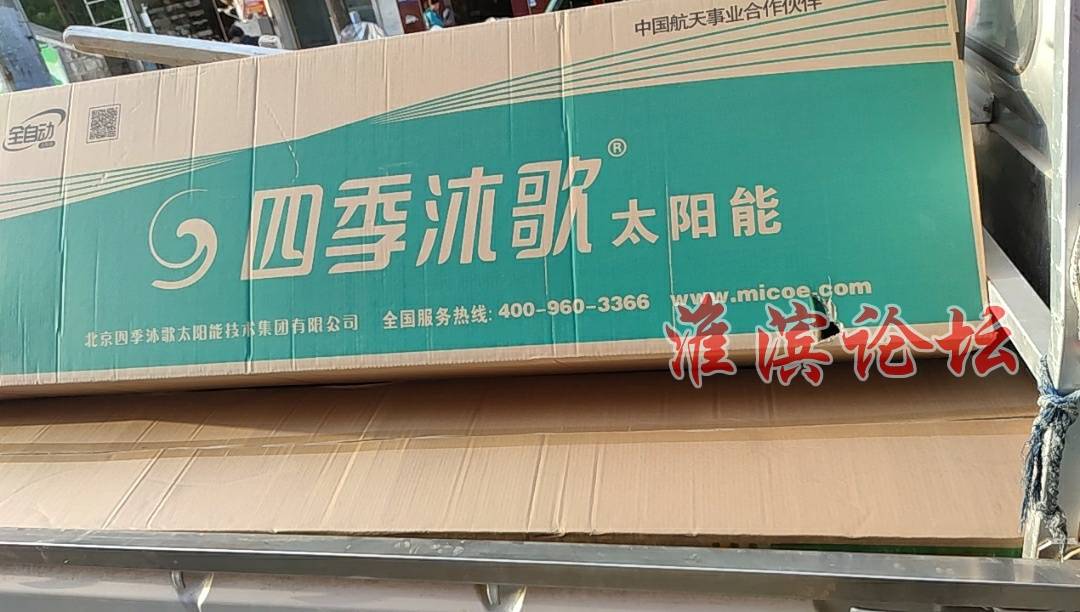 中国航天事业合作伙伴
全自动
四季沐歌® 太阳能
北京四季沐歌太阳能技术集团有限公司 全国服务热线: 400-960-3366 www.micoe.com
淮滨论坛